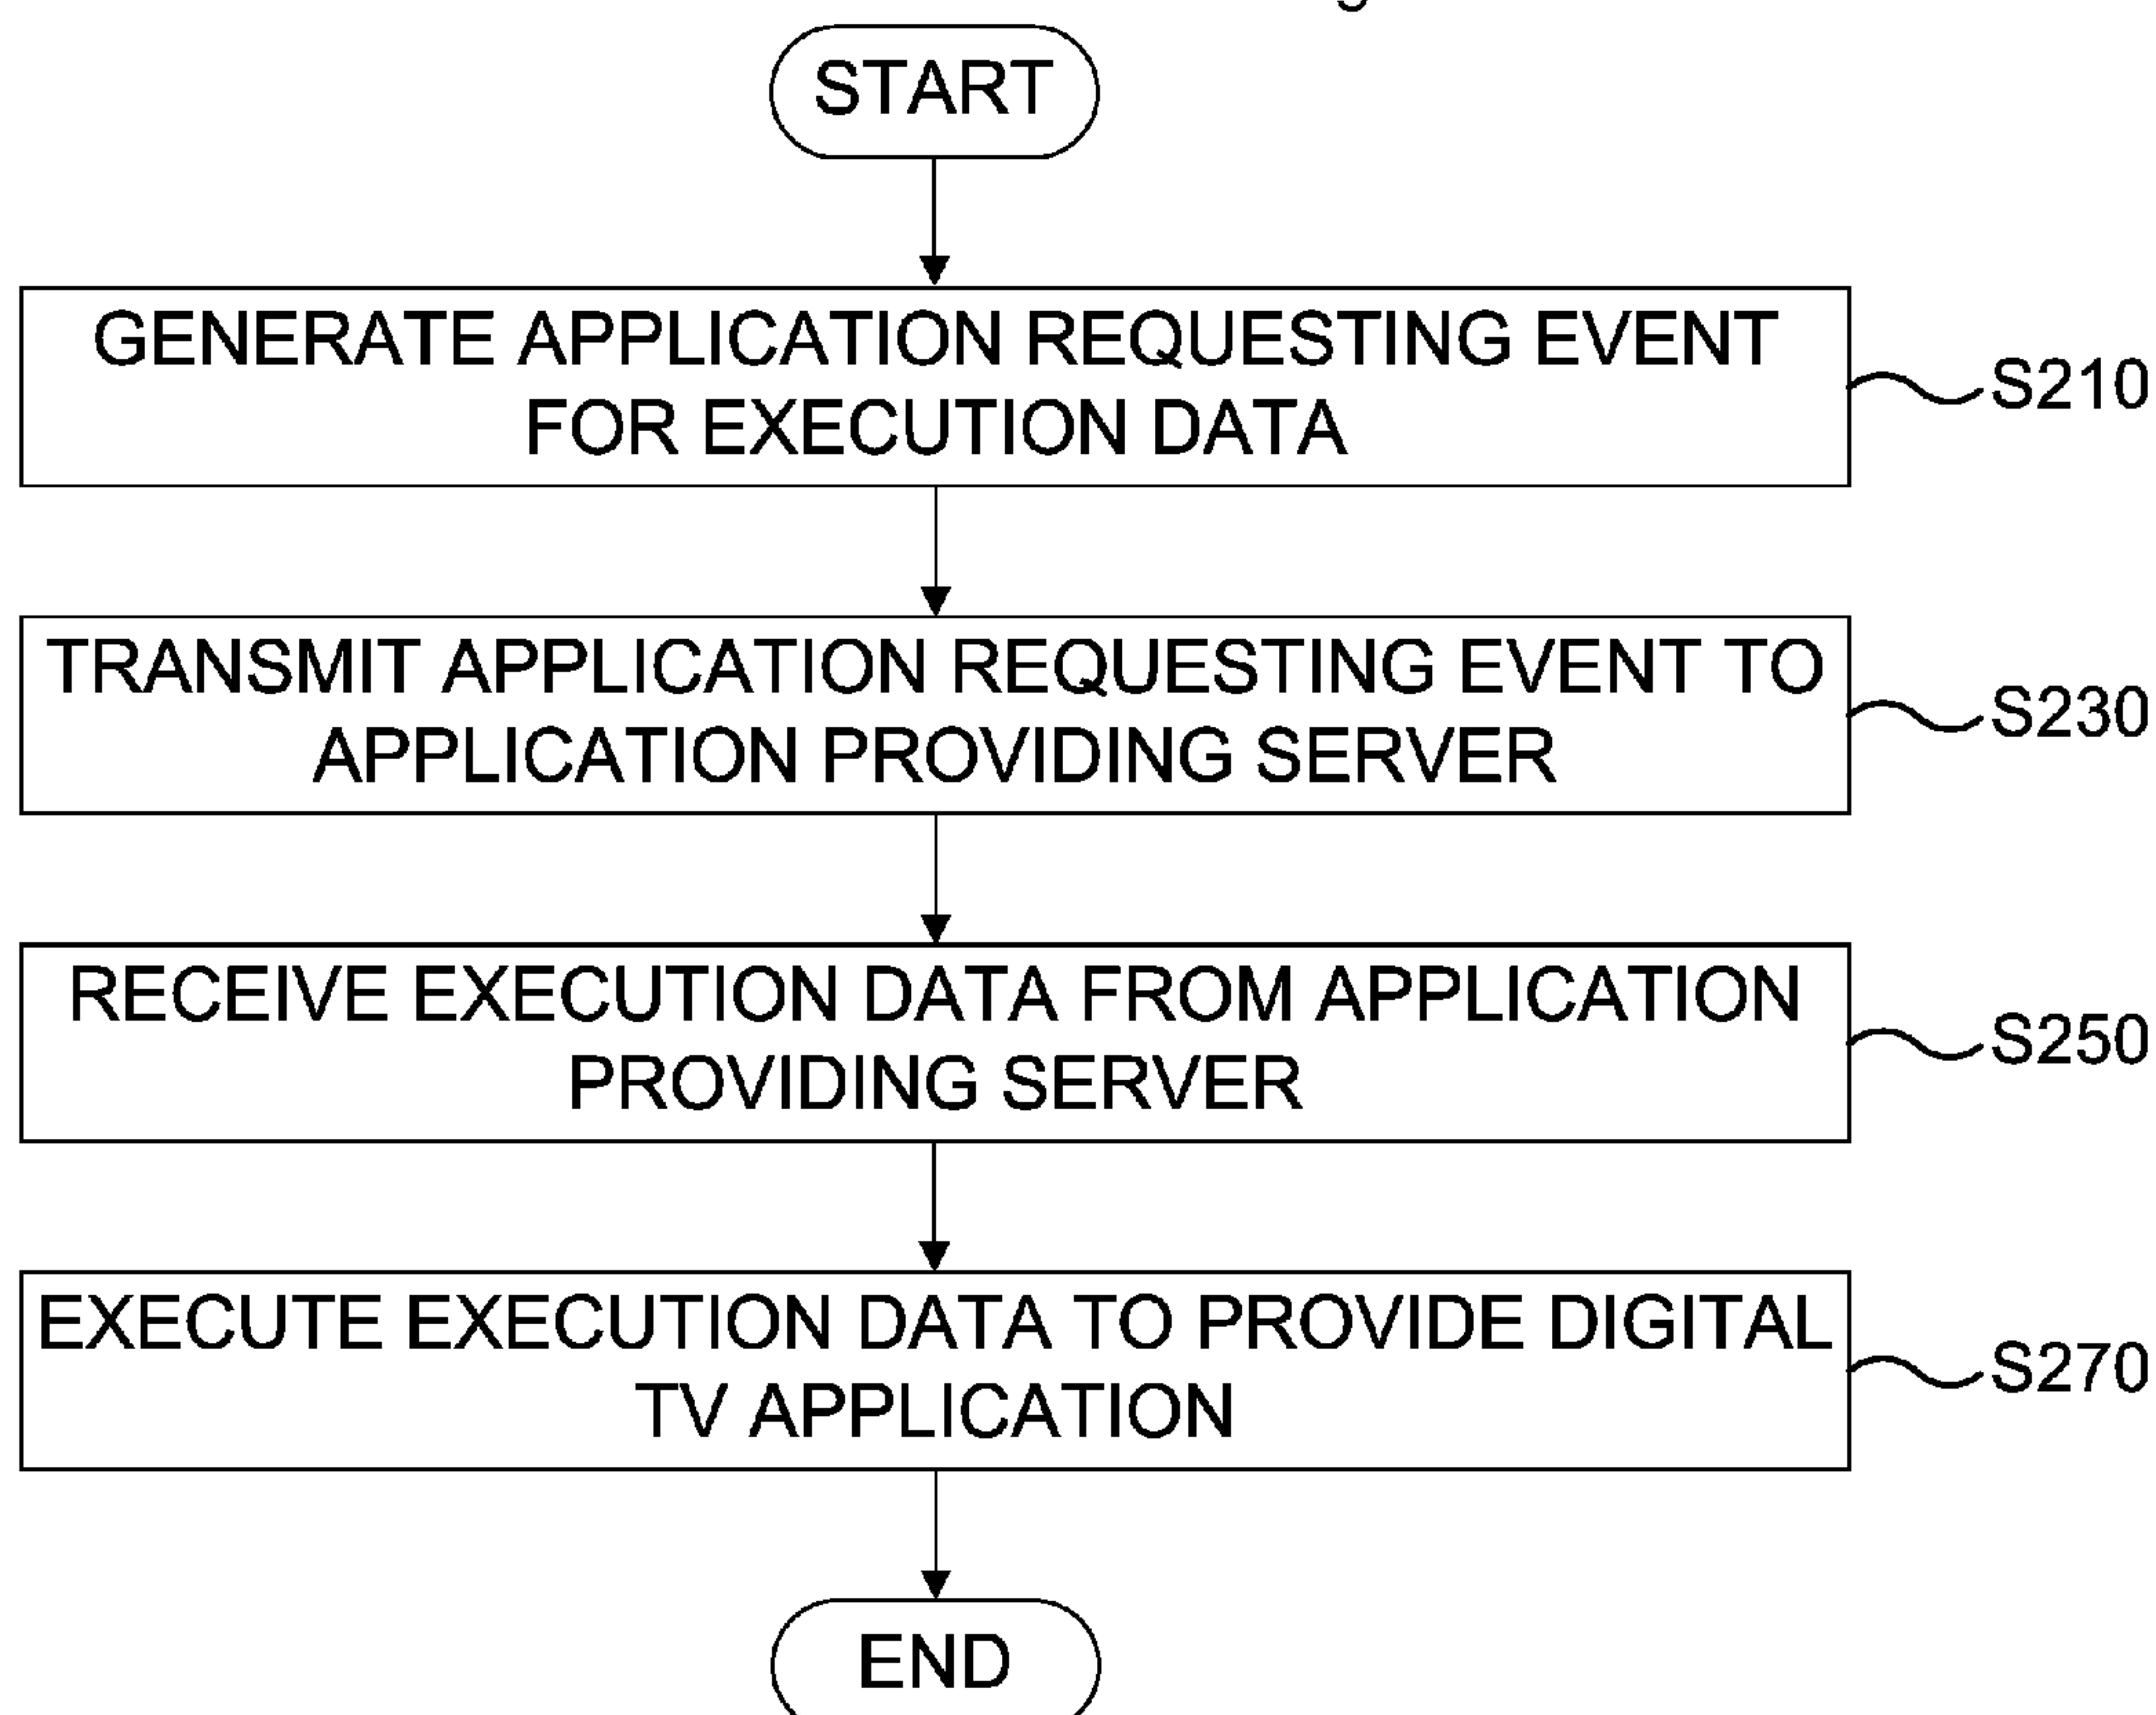 START
GENERATE APPLICATION REQUESTING EVENT
FOR EXECUTION DATA
S210
TRANSMIT APPLICATION REQUESTING EVENT TO
APPLICATION PROVIDING SERVER
S230
RECEIVE EXECUTION DATA FROM APPLICATION
PROVIDING SERVER
S250
EXECUTE EXECUTION DATA TO PROVIDE DIGITAL
TV APPLICATION
S270
END